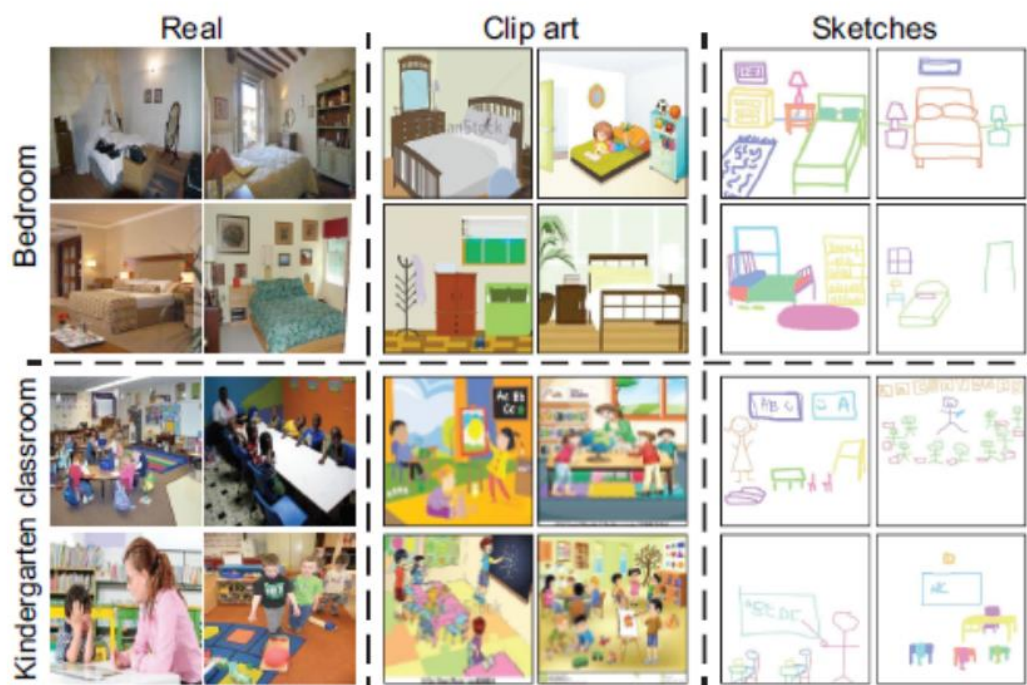 Real
Clip art
Sketches
Bedroom
Kindergarten classroom
Ac Bb
Cc
ABC
A